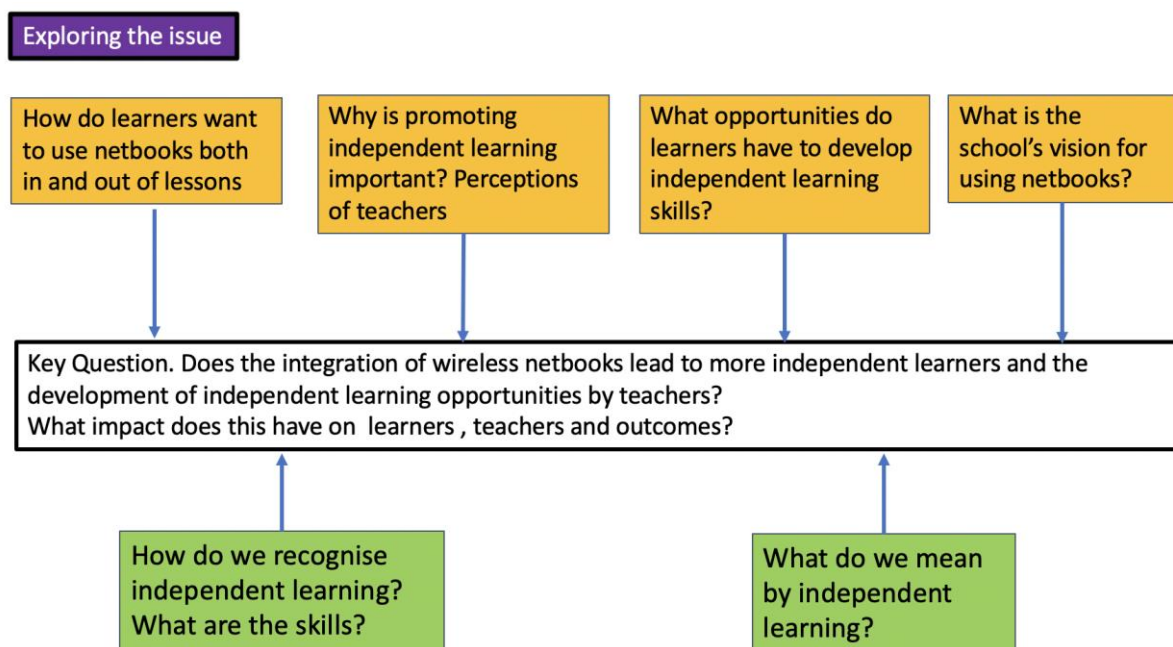 Exploring the issue
How do learners want
to use netbooks both
in and out of lessons
Why is promoting
independent learning
important? Perceptions
of teachers
What opportunities do
learners have to develop
independent learning
skills?
What is the
school’s vision for
using netbooks?
Key Question. Does the integration of wireless netbooks lead to more independent learners and the
development of independent learning opportunities by teachers?
What impact does this have on  learners , teachers and outcomes?
How do we recognise
independent learning?
What are the skills?
What do we mean
by independent
learning?